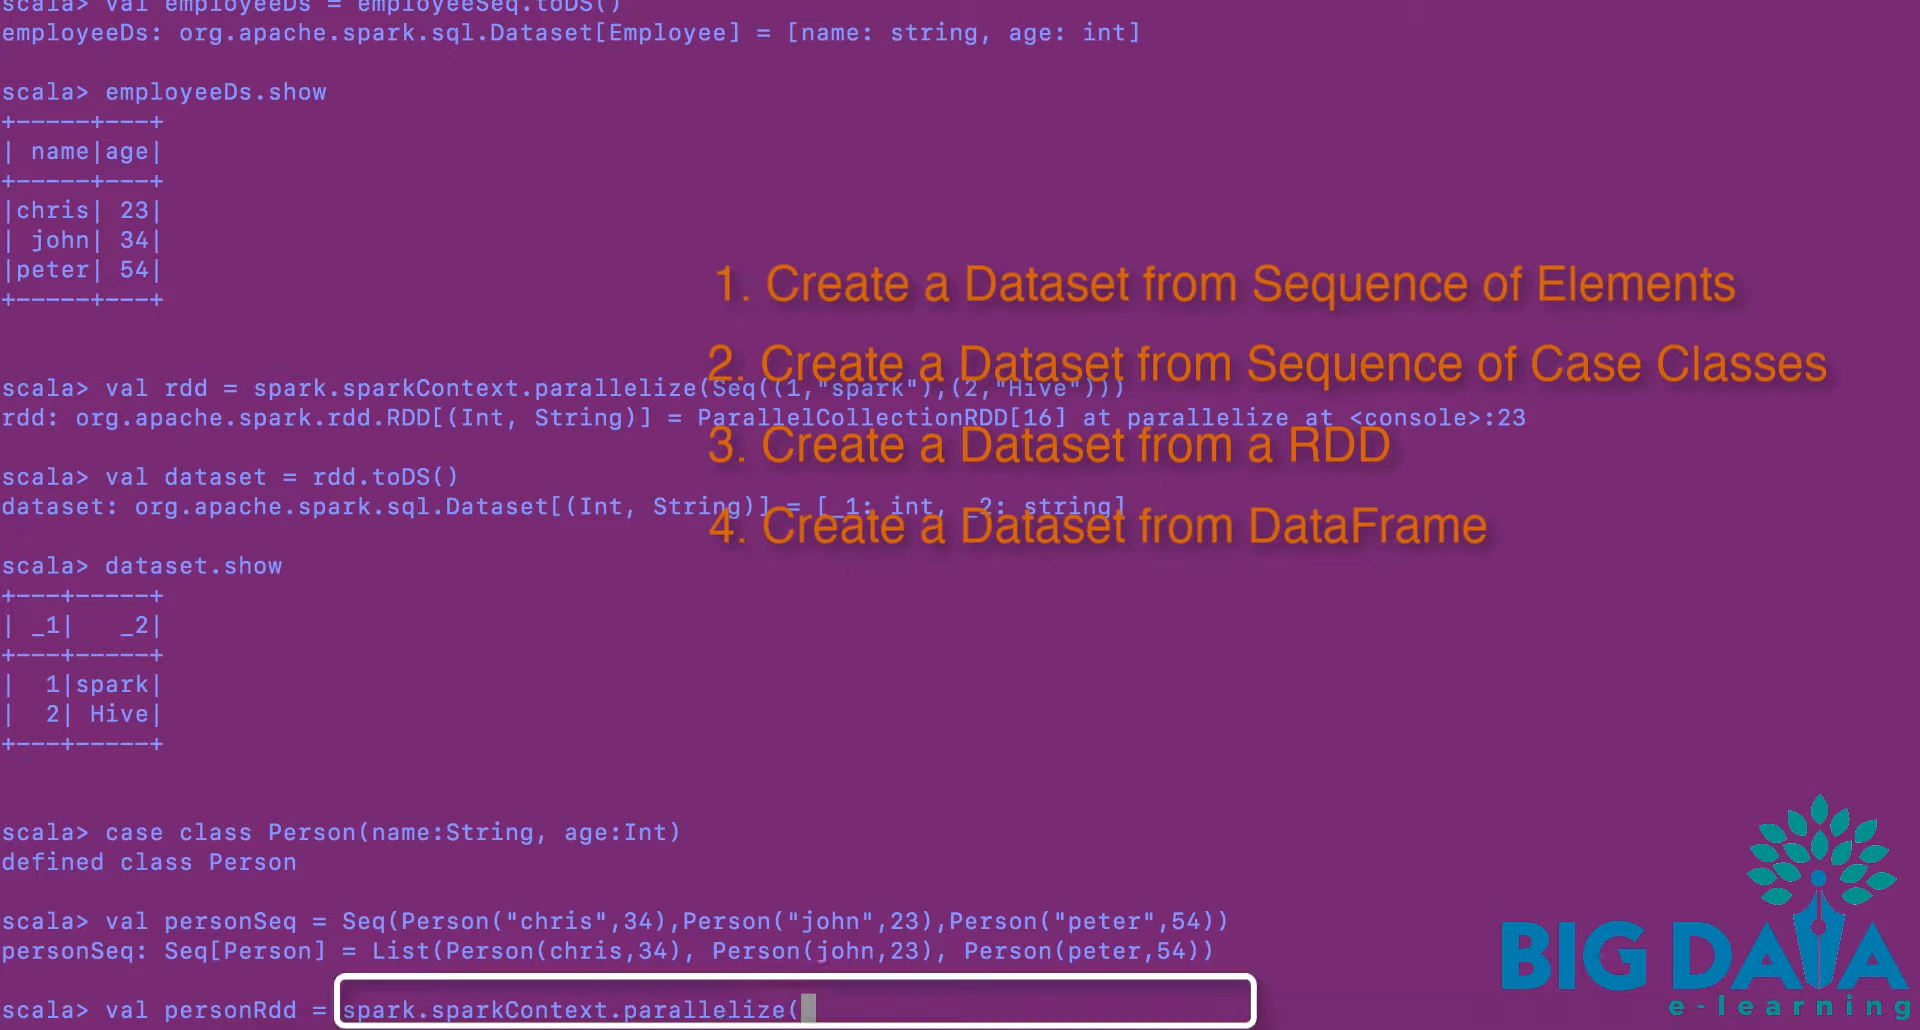 scala> val employeeDs = employeeSeq.toDS()
employeeDs: org.apache.spark.sql.Dataset[Employee] = [name: string, age: int]
scala> employeeDs.show
+-----+---+
| name|age|
+-----+---+
|chris| 23|
| john| 34|
|peter| 54|
+-----+---+
1. Create a Dataset from Sequence of Elements
2. Create a Dataset from Sequence of Case Classes
scala> val rdd = spark.sparkContext.parallelize(Seq((1,"spark"),(2,"Hive")))
rdd: org.apache.spark.rdd.RDD[(Int, String)] = ParallelCollectionRDD[16] at parallelize at <console>:23
3. Create a Dataset from a RDD
scala> val dataset = rdd.toDS()
dataset: org.apache.spark.sql.Dataset[(Int, String)] = [_1: int, _2: string]
4. Create a Dataset from DataFrame
scala> dataset.show
+---+-----+
| _1|   _2|
+---+-----+
|  1|spark|
|  2| Hive|
+---+-----+
scala> case class Person(name:String, age:Int)
defined class Person
scala> val personSeq = Seq(Person("chris",34),Person("john",23),Person("peter",54))
personSeq: Seq[Person] = List(Person(chris,34), Person(john,23), Person(peter,54))
scala> val personRdd = spark.sparkContext.parallelize(
BIG DATA
e-learning